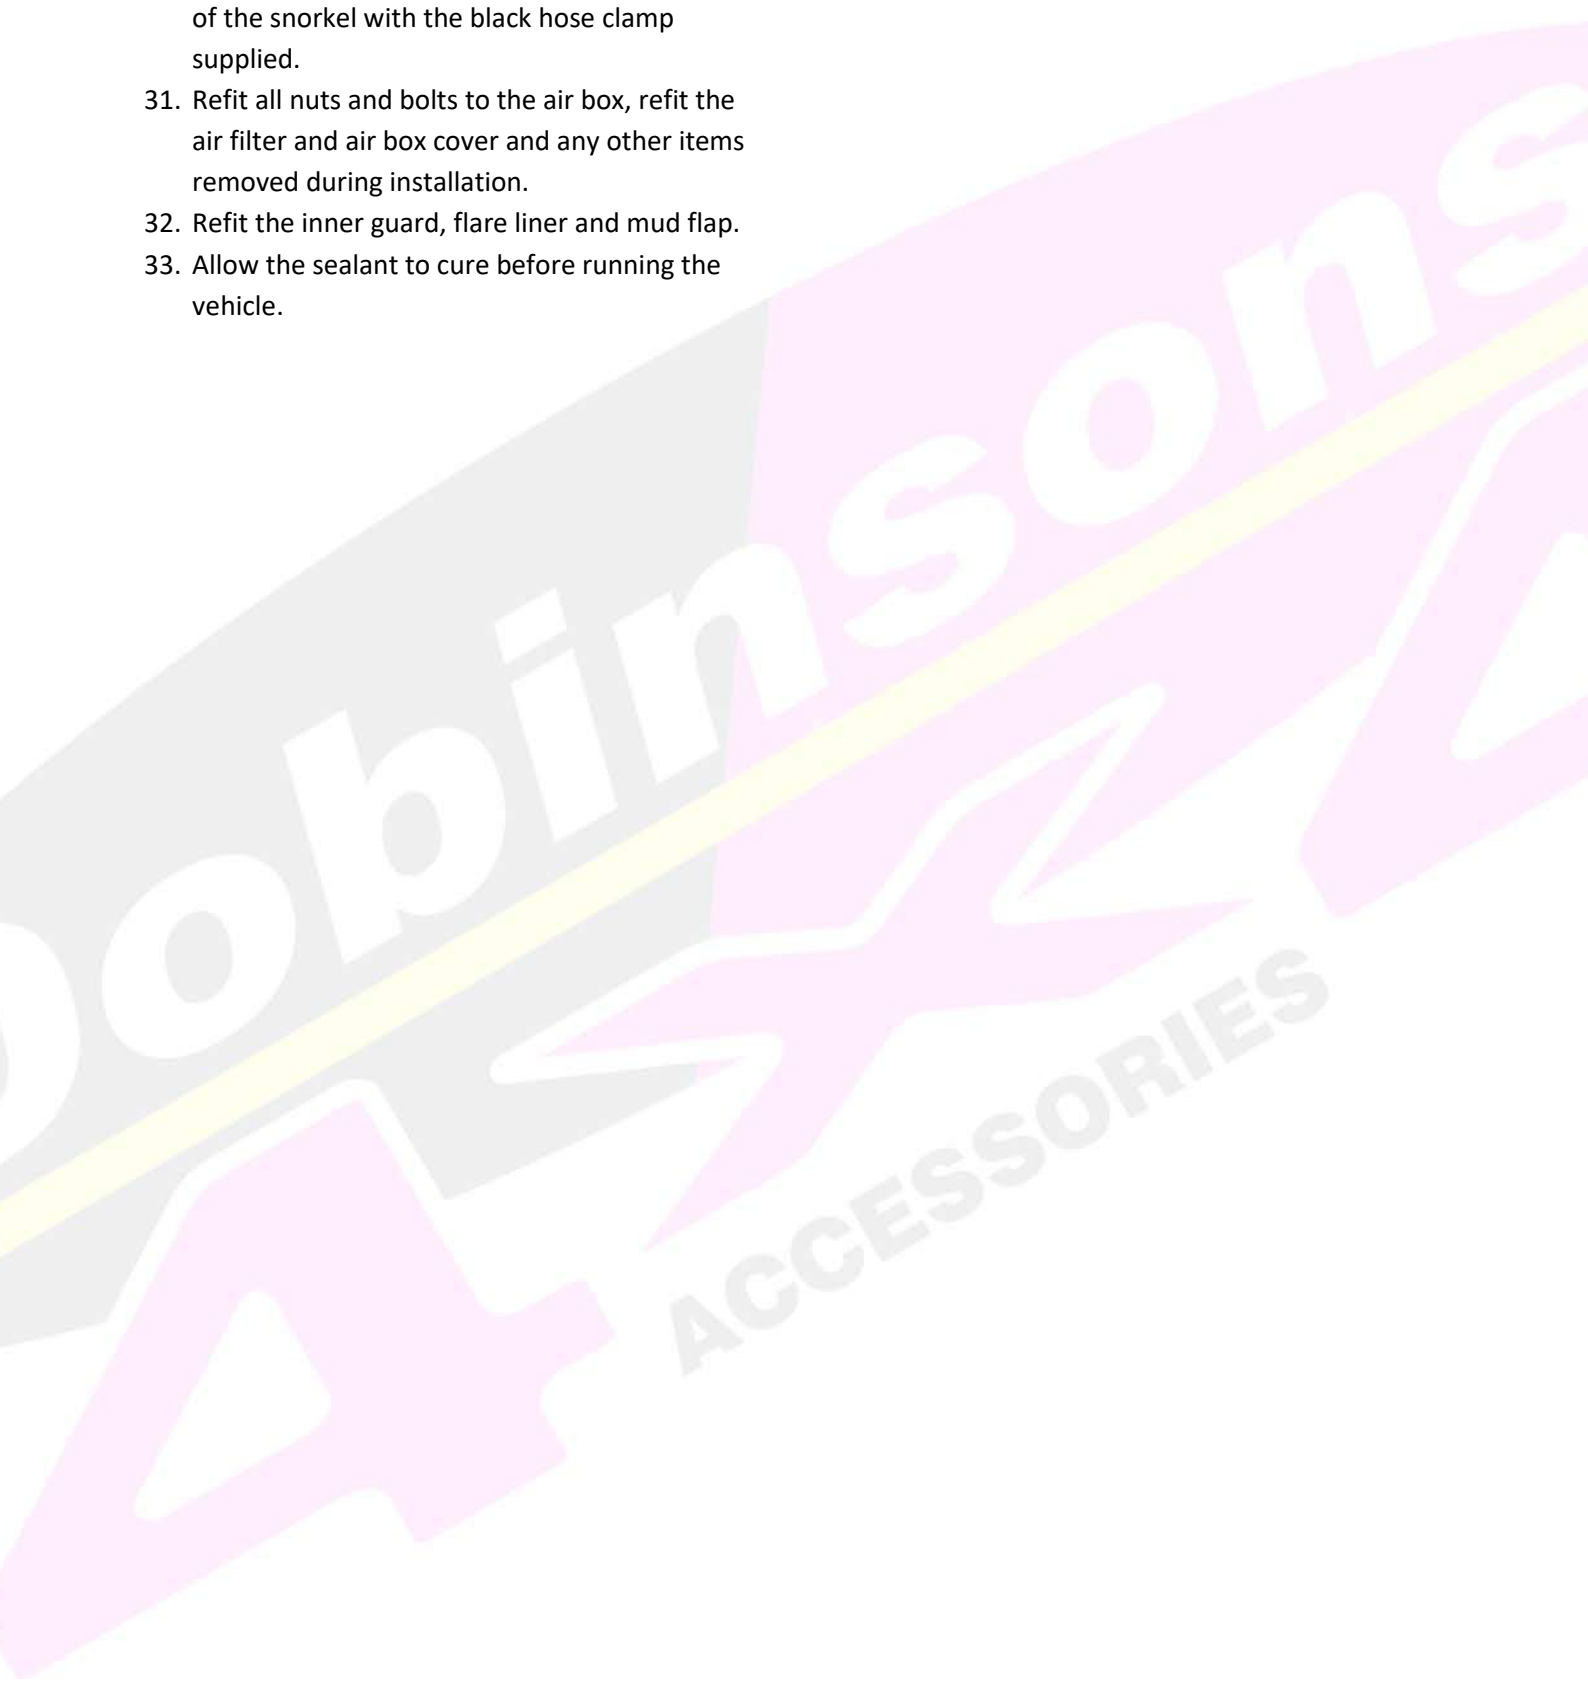 of the snorkel with the black hose clamp
supplied.
31. Refit all nuts and bolts to the air box, refit the
air filter and air box cover and any other items
removed during installation.
32. Refit the inner guard, flare liner and mud flap.
33. Allow the sealant to cure before running the
vehicle.
Dobinsons
4X4
ACCESSORIES